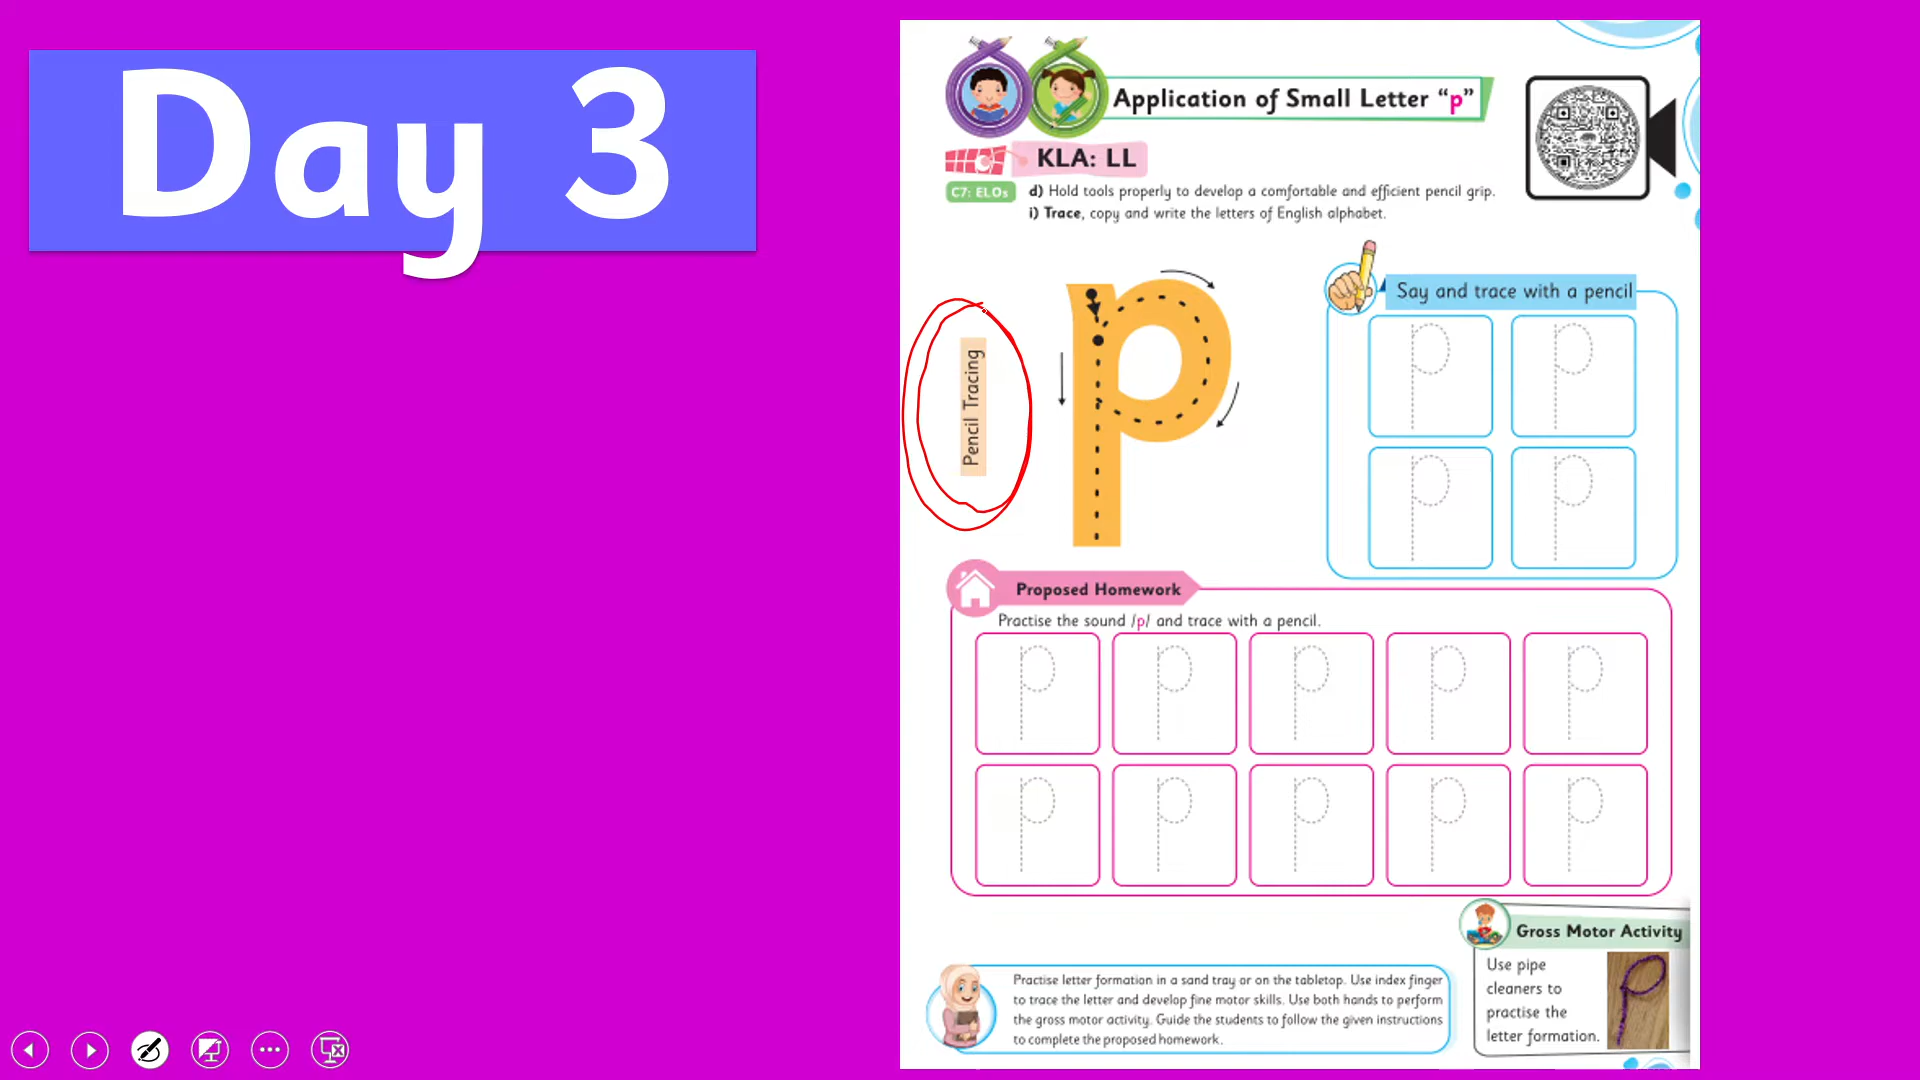 Day 3
Application of Small Letter “p”
KLA: LL
C7: ELOs
d) Hold tools properly to develop a comfortable and efficient pencil grip.
i) Trace, copy and write the letters of English alphabet.
Pencil Tracing
p
Say and trace with a pencil
p p
p p
Proposed Homework
Practise the sound /p/ and trace with a pencil.
p p p p p
p p p p p
Practise letter formation in a sand tray or on the tabletop. Use index finger
to trace the letter and develop fine motor skills. Use both hands to perform
the gross motor activity. Guide the students to follow the given instructions
to complete the proposed homework.
Gross Motor Activity
Use pipe
cleaners to
practise the
letter formation.
p